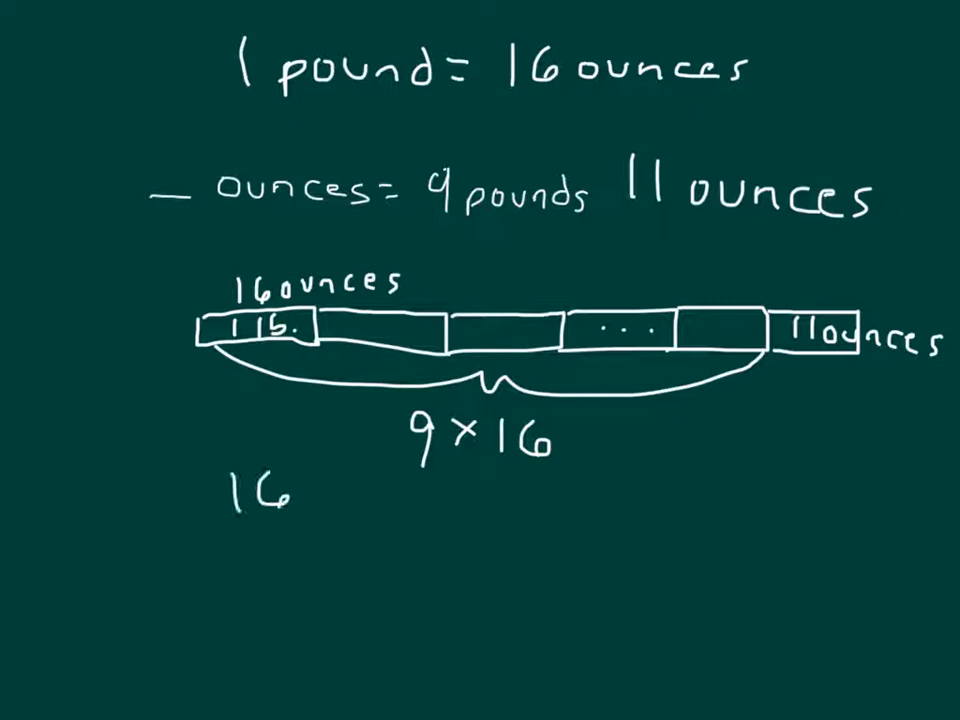 1 pound = 16 ounces
_ ounces = 9 pounds 11 ounces
16 ounces
1 lb. ... 11 ounces
9 × 16
16